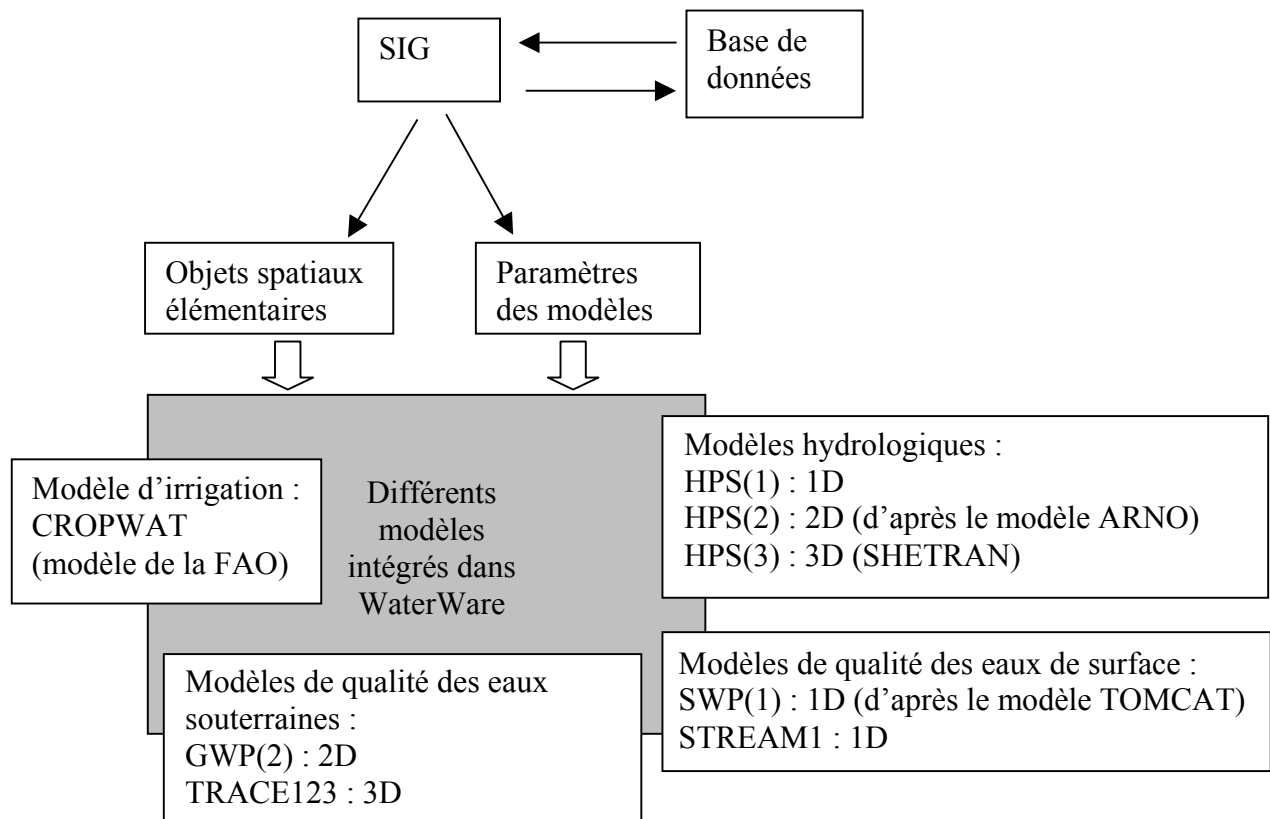 SIG
Base de
données
Objets spatiaux
élémentaires
Paramètres
des modèles
Modèle d’irrigation :
CROPWAT
(modèle de la FAO)
Différents
modèles
intégrés dans
WaterWare
Modèles hydrologiques :
HPS(1) : 1D
HPS(2) : 2D (d’après le modèle ARNO)
HPS(3) : 3D (SHETRAN)
Modèles de qualité des eaux
souterraines :
GWP(2) : 2D
TRACE123 : 3D
Modèles de qualité des eaux de surface :
SWP(1) : 1D (d’après le modèle TOMCAT)
STREAM1 : 1D